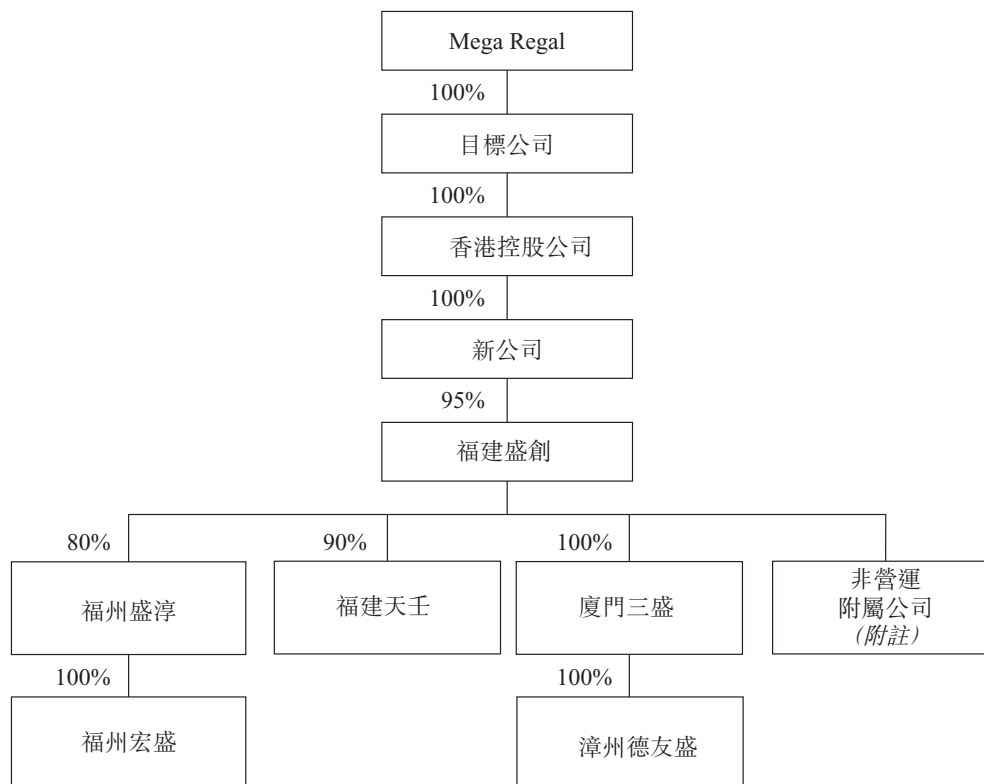 Mega Regal
100%
目標公司
100%
香港控股公司
100%
新公司
95%
福建盛創
80%
90%
100%
福州盛淳
福建天壬
廈門三盛
非營運
附屬公司
(附註)
100%
100%
福州宏盛
漳州德友盛